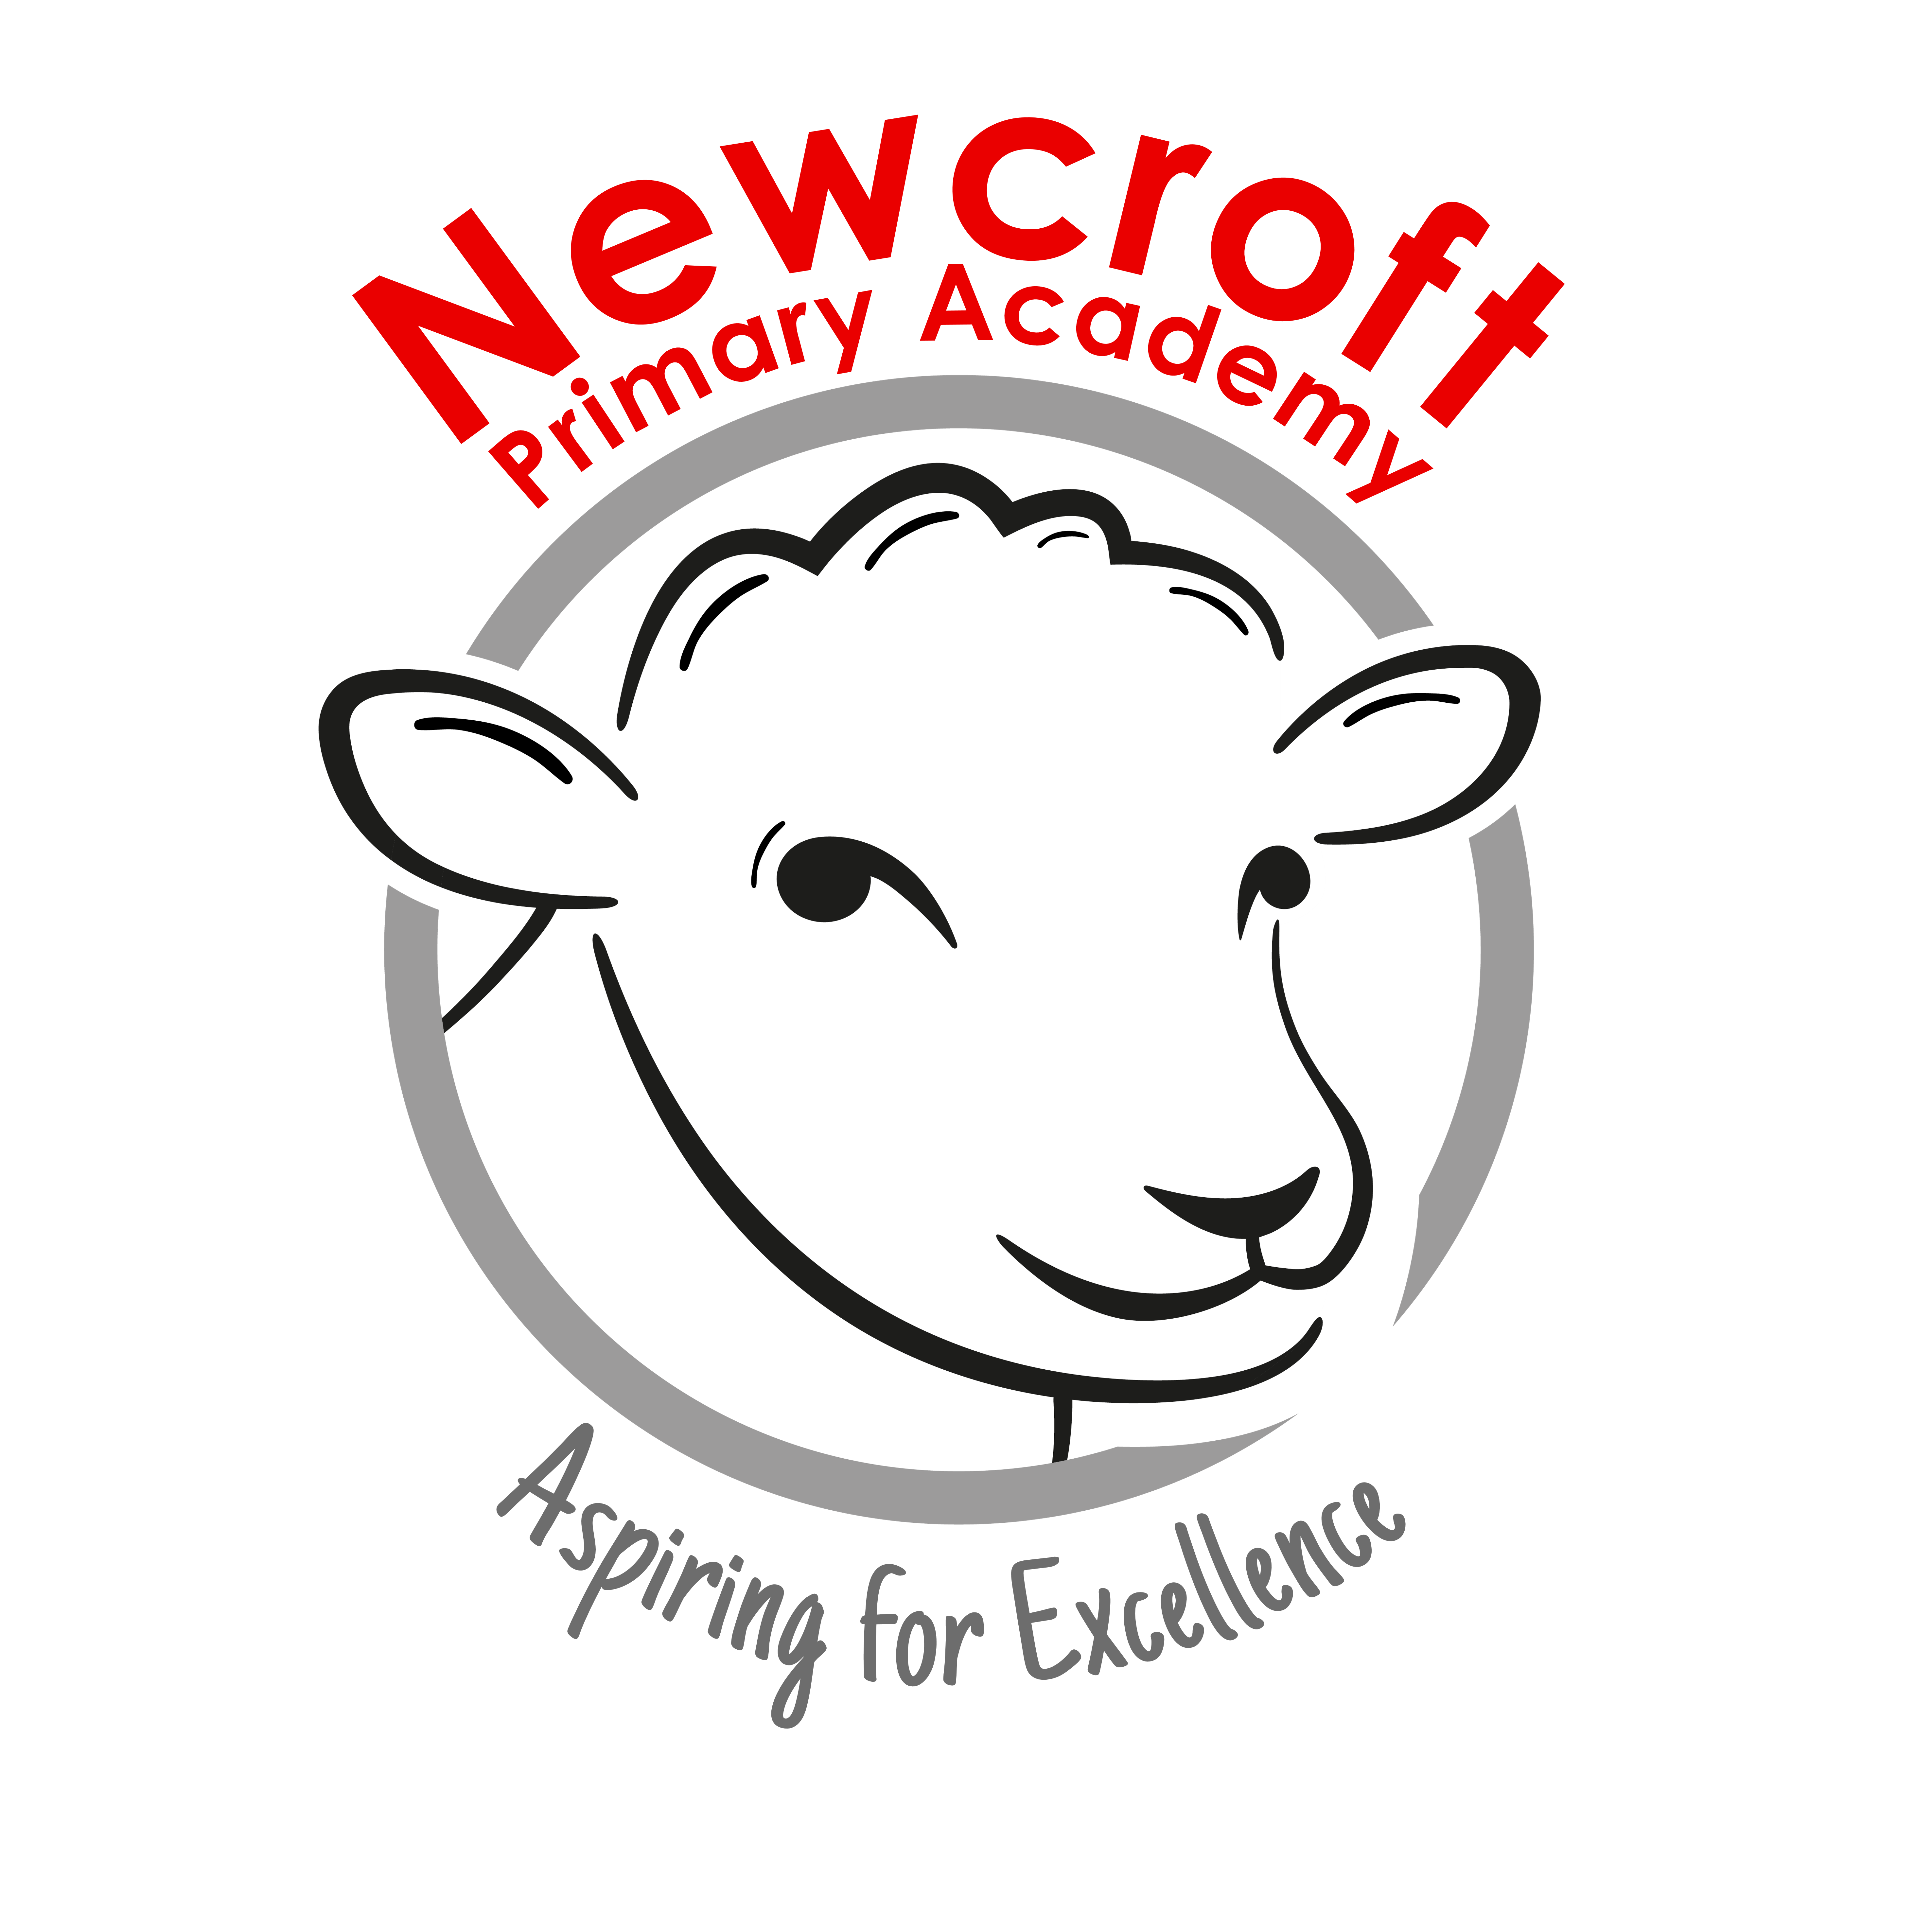 Newcroft
Primary Academy
Aspiring for Excellence